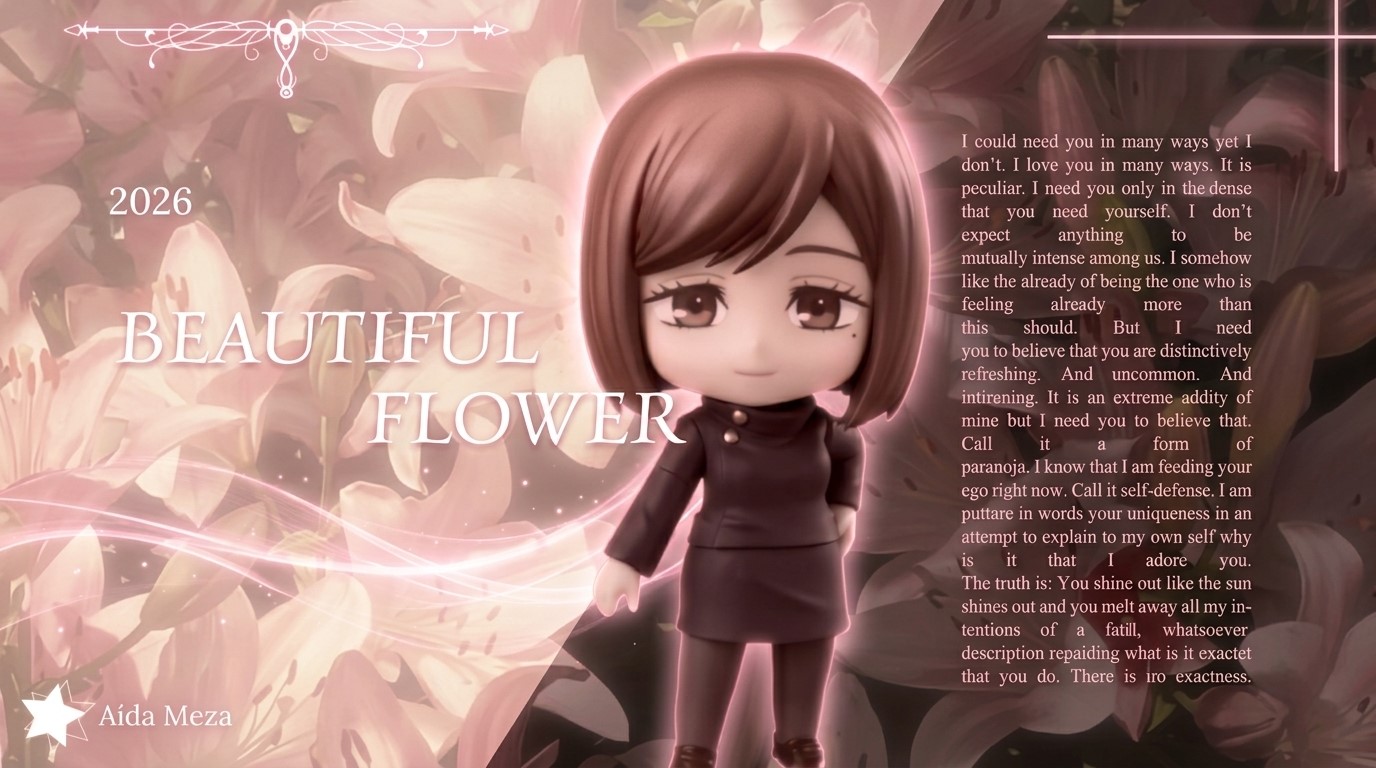 2026
BEAUTIFUL
FLOWER
Aída Meza
I could need you in many ways yet I
don't. I love you in many ways. It is
peculiar. I need you only in the dense
that you need yourself. I don't
expect anything to be
mutually intense among us. I somehow
like the already of being the one who is
feeling already more than
this should. But I need
you to believe that you are distinctively
refreshing. And uncommon. And
intirening. It is an extreme addity of
mine but I need you to believe that.
Call it a form of
paranoja. I know that I am feeding your
ego right now. Call it self-defense. I am
puttare in words your uniqueness in an
attempt to explain to my own self why
is it that I adore you.
The truth is: You shine out like the sun
shines out and you melt away all my in-
tentions of a fatill, whatsoever
description repaiding what is it exactet
that you do. There is iro exactness.